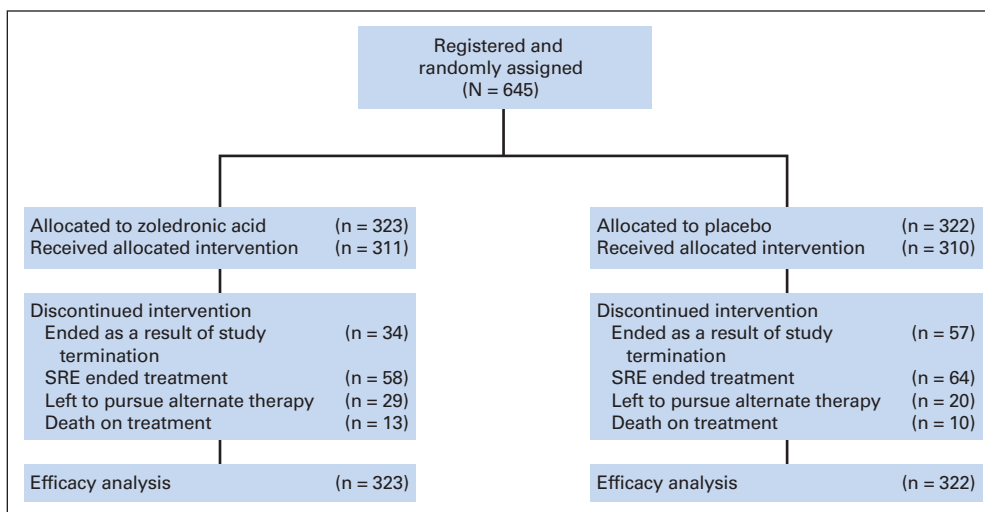 Registered and
randomly assigned
(N = 645)
Allocated to zoledronic acid (n = 323)
Received allocated intervention (n = 311)
Discontinued intervention
Ended as a result of study (n = 34)
termination
SRE ended treatment (n = 58)
Left to pursue alternate therapy (n = 29)
Death on treatment (n = 13)
Efficacy analysis (n = 323)
Allocated to placebo (n = 322)
Received allocated intervention (n = 310)
Discontinued intervention
Ended as a result of study (n = 57)
termination
SRE ended treatment (n = 64)
Left to pursue alternate therapy (n = 20)
Death on treatment (n = 10)
Efficacy analysis (n = 322)